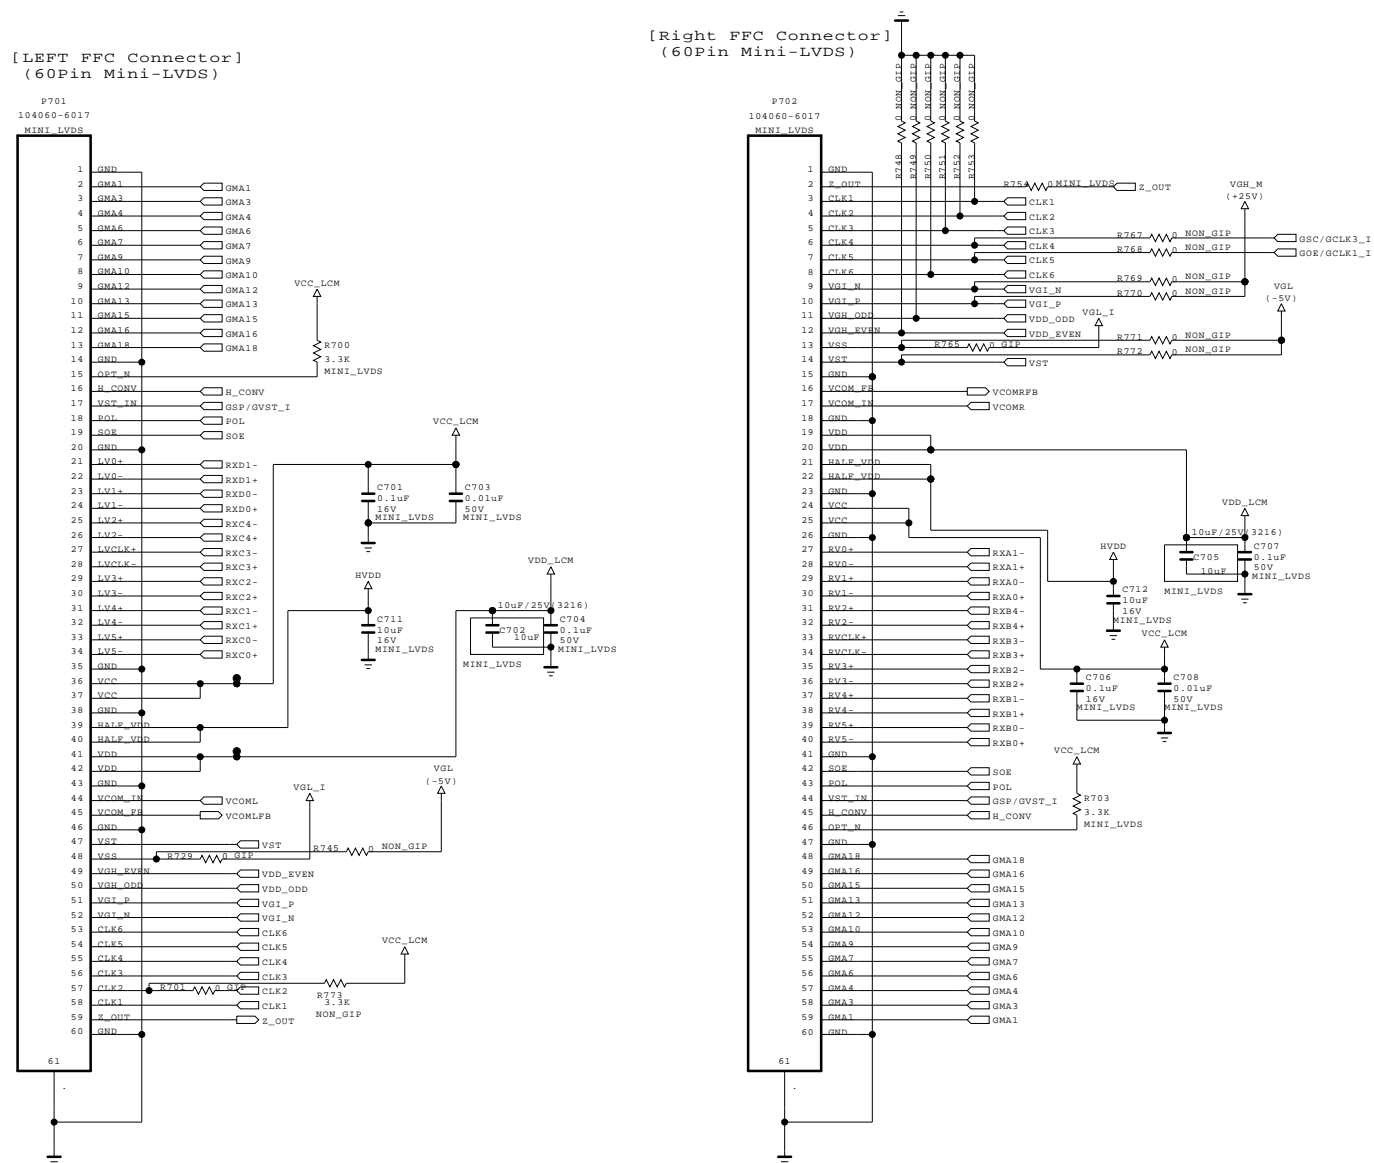 [LEFT FFC Connector]
(60Pin Mini-LVDS)
P701
104060-6017
MINI_LVDS
1 GND
2 GMA1 GMA1
3 GMA3 GMA3
4 GMA4 GMA4
5 GMA6 GMA6
6 GMA7 GMA7
7 GMA9 GMA9
8 GMA10 GMA10
9 GMA12 GMA12
10 GMA13 GMA13
11 GMA15 GMA15
12 GMA16 GMA16
13 GMA18 GMA18
14 GND
15 OPT_N
16 H_CONV H_CONV
17 VST_IN GSP/GVST_I
18 POL POL
19 SOE SOE
20 GND
21 LV0+ RXD1-
22 LV0- RXD1+
23 LV1+ RXD0-
24 LV1- RXD0+
25 LV2+ RXC4-
26 LV2- RXC4+
27 LVCLK+ RXC3-
28 LVCLK- RXC3+
29 LV3+ RXC2-
30 LV3- RXC2+
31 LV4+ RXC1-
32 LV4- RXC1+
33 LV5+ RXC0-
34 LV5- RXC0+
35 GND
36 VCC
37 VCC
38 GND
39 HALF_VDD
40 HALF_VDD
41 VDD
42 VDD
43 GND
44 VCOM_IN VCOML
45 VCOM_FB VCOMLFB
46 GND
47 VST VST
48 VSS
49 VGH_EVEN VDD_EVEN
50 VGH_ODD VDD_ODD
51 VGI_P VGI_P
52 VGI_N VGI_N
53 CLK6 CLK6
54 CLK5 CLK5
55 CLK4 CLK4
56 CLK3 CLK3
57 CLK2 CLK2
58 CLK1 CLK1
59 Z_OUT Z_OUT
60 GND
61
VCC_LCM
R700
3.3K
MINI_LVDS
VCC_LCM
C701
0.1uF
16V
MINI_LVDS
C703
0.01uF
50V
MINI_LVDS
HVDD
C711
10uF
16V
MINI_LVDS
VDD_LCM
10uF/25V(3216)
C702
10uF
MINI_LVDS
C704
0.1uF
50V
MINI_LVDS
VGL_I
R729 0 GIP
VGL
(-5V)
R745 0 NON_GIP
VCC_LCM
R701 0 GIP
R773
3.3K
NON_GIP
[Right FFC Connector]
(60Pin Mini-LVDS)
P702
104060-6017
MINI_LVDS
1 GND
2 Z_OUT Z_OUT
3 CLK1 CLK1
4 CLK2 CLK2
5 CLK3 CLK3
6 CLK4 CLK4
7 CLK5 CLK5
8 CLK6 CLK6
9 VGI_N VGI_N
10 VGI_P VGI_P
11 VGH_ODD VDD_ODD
12 VGH_EVEN VDD_EVEN
13 VSS
14 VST VST
15 GND
16 VCOM_FB VCOMRFB
17 VCOM_IN VCOMR
18 GND
19 VDD
20 VDD
21 HALF_VDD
22 HALF_VDD
23 GND
24 VCC
25 VCC
26 GND
27 RV0+ RXA1-
28 RV0- RXA1+
29 RV1+ RXA0-
30 RV1- RXA0+
31 RV2+ RXB4-
32 RV2- RXB4+
33 RVCLK+ RXB3-
34 RVCLK- RXB3+
35 RV3+ RXB2-
36 RV3- RXB2+
37 RV4+ RXB1-
38 RV4- RXB1+
39 RV5+ RXB0-
40 RV5- RXB0+
41 GND
42 SOE SOE
43 POL POL
44 VST_IN GSP/GVST_I
45 H_CONV H_CONV
46 OPT_N
47 GND
48 GMA18 GMA18
49 GMA16 GMA16
50 GMA15 GMA15
51 GMA13 GMA13
52 GMA12 GMA12
53 GMA10 GMA10
54 GMA9 GMA9
55 GMA7 GMA7
56 GMA6 GMA6
57 GMA4 GMA4
58 GMA3 GMA3
59 GMA1 GMA1
60 GND
61
R748 0 NON_GIP
R749 0 NON_GIP
R750 0 NON_GIP
R751 0 NON_GIP
R752 0 NON_GIP
R753 0 NON_GIP
R754 0 MINI_LVDS
VGH_M
(+25V)
R767 0 NON_GIP GSC/GCLK3_I
R768 0 NON_GIP GOE/GCLK1_I
R769 0 NON_GIP
R770 0 NON_GIP
VGL
(-5V)
VGL_I
R765 0 GIP
R771 0 NON_GIP
R772 0 NON_GIP
VDD_LCM
10uF/25V(3216)
C705
10uF
MINI_LVDS
C707
0.1uF
50V
MINI_LVDS
HVDD
C712
10uF
16V
MINI_LVDS
VCC_LCM
C706
0.1uF
16V
MINI_LVDS
C708
0.01uF
50V
MINI_LVDS
VCC_LCM
R703
3.3K
MINI_LVDS